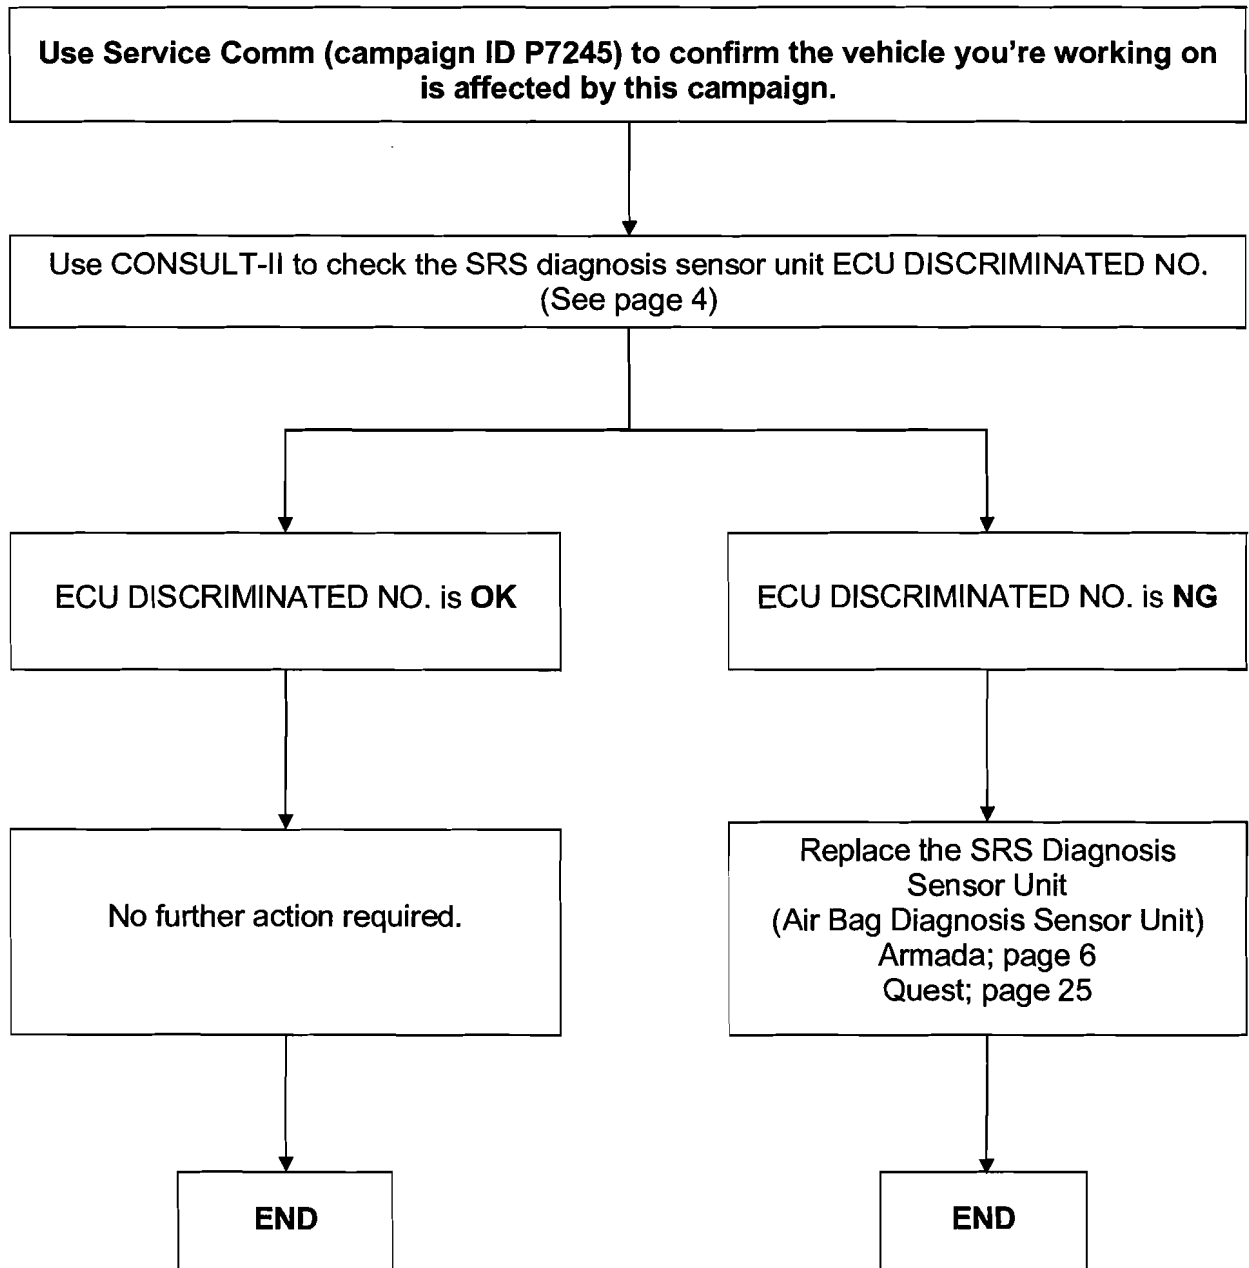 Use Service Comm (campaign ID P7245) to confirm the vehicle you're working on
is affected by this campaign.
Use CONSULT-II to check the SRS diagnosis sensor unit ECU DISCRIMINATED NO.
(See page 4)
ECU DISCRIMINATED NO. is OK
ECU DISCRIMINATED NO. is NG
No further action required.
Replace the SRS Diagnosis
Sensor Unit
(Air Bag Diagnosis Sensor Unit)
Armada; page 6
Quest; page 25
END
END